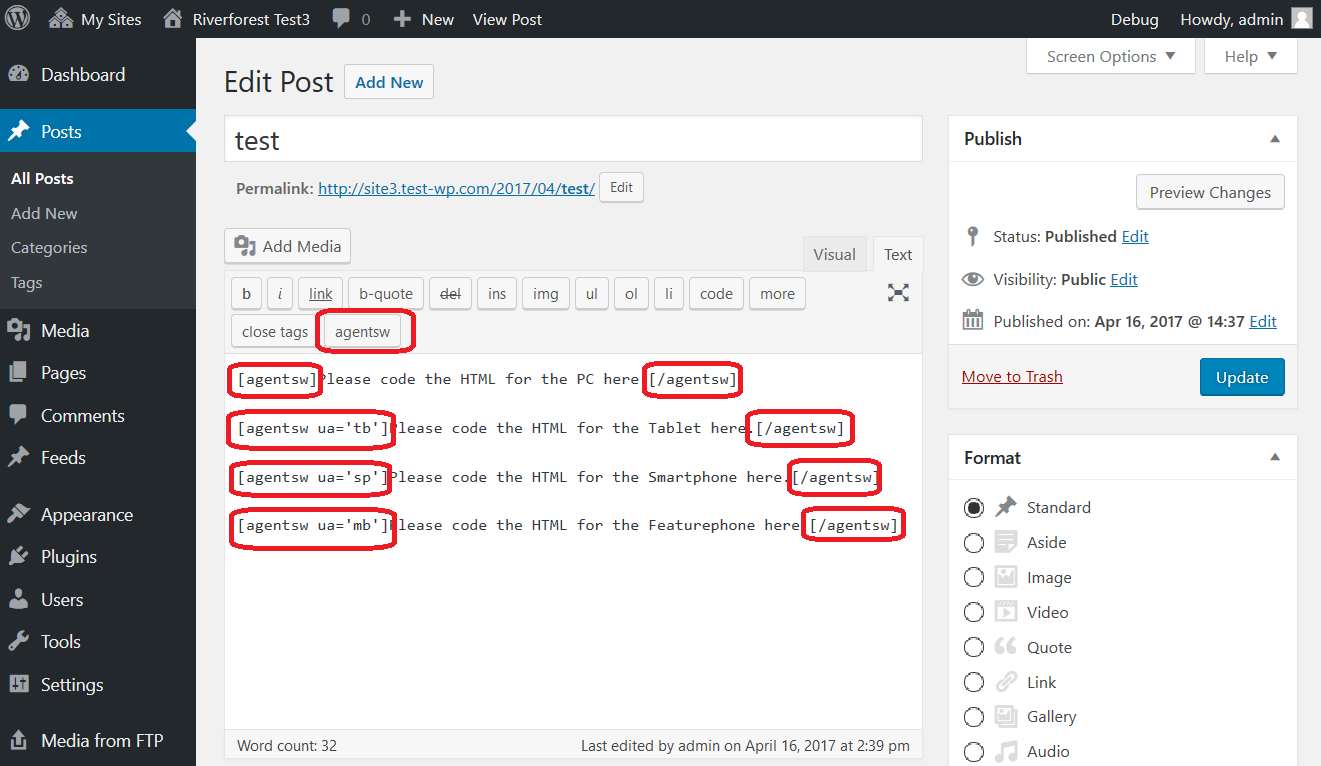 My Sites Riverforest Test3 0 New View Post Debug Howdy, admin
Screen Options Help
Dashboard
Posts
All Posts
Add New
Categories
Tags
Media
Pages
Comments
Feeds
Appearance
Plugins
Users
Tools
Settings
Media from FTP
Edit Post Add New
test
Permalink: http://site3.test-wp.com/2017/04/test/ Edit
Add Media Visual Text
b i link b-quote del ins img ul ol li code more
close tags agentsw
[agentsw]Please code the HTML for the PC here.[/agentsw]
[agentsw ua='tb']Please code the HTML for the Tablet here.[/agentsw]
[agentsw ua='sp']Please code the HTML for the Smartphone here.[/agentsw]
[agentsw ua='mb']Please code the HTML for the Featurephone here.[/agentsw]
Word count: 32 Last edited by admin on April 16, 2017 at 2:39 pm
Publish
Preview Changes
Status: Published Edit
Visibility: Public Edit
Published on: Apr 16, 2017 @ 14:37 Edit
Move to Trash Update
Format
Standard
Aside
Image
Video
Quote
Link
Gallery
Audio